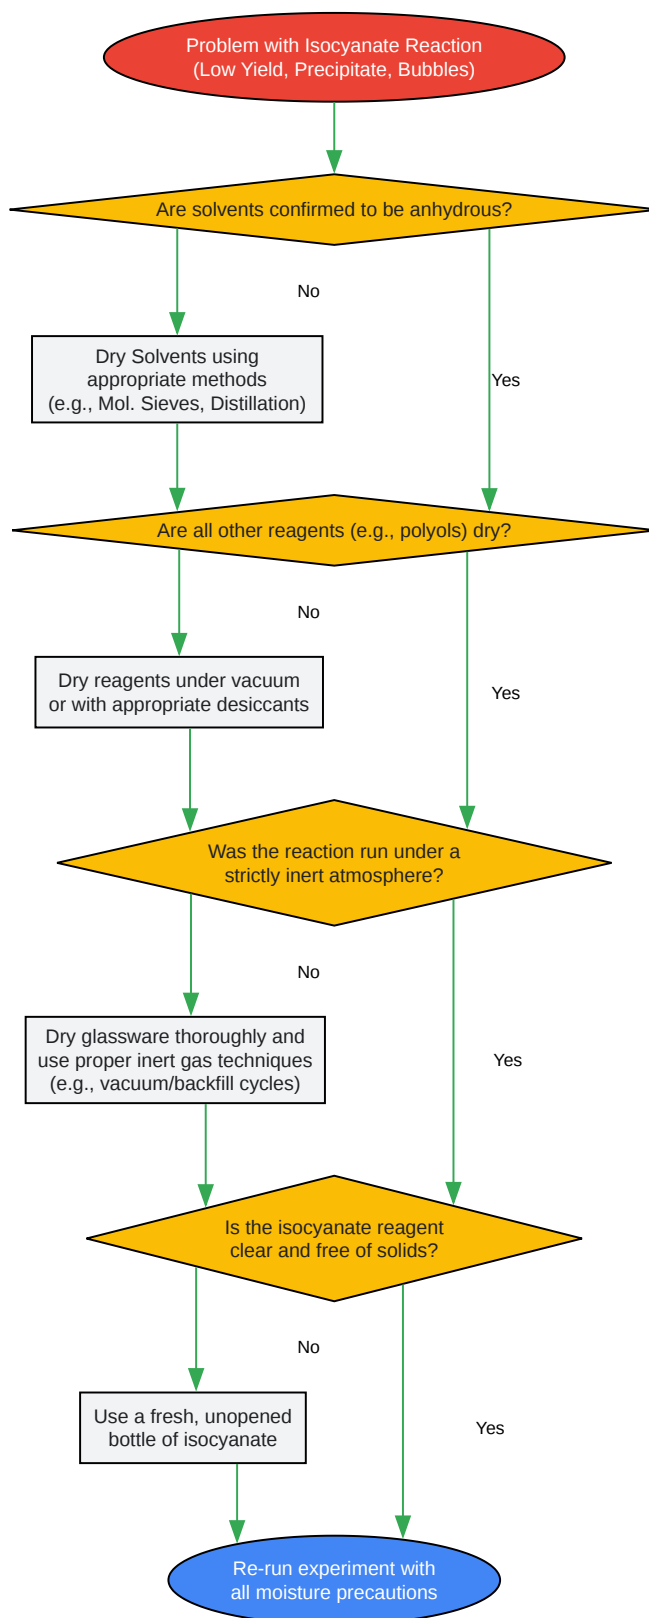 Problem with Isocyanate Reaction
(Low Yield, Precipitate, Bubbles)
Are solvents confirmed to be anhydrous?
No
Dry Solvents using
appropriate methods
(e.g., Mol. Sieves, Distillation)
Yes
Are all other reagents (e.g., polyols) dry?
No
Dry reagents under vacuum
or with appropriate desiccants
Yes
Was the reaction run under a
strictly inert atmosphere?
No
Dry glassware thoroughly and
use proper inert gas techniques
(e.g., vacuum/backfill cycles)
Yes
Is the isocyanate reagent
clear and free of solids?
No
Use a fresh, unopened
bottle of isocyanate
Yes
Re-run experiment with
all moisture precautions